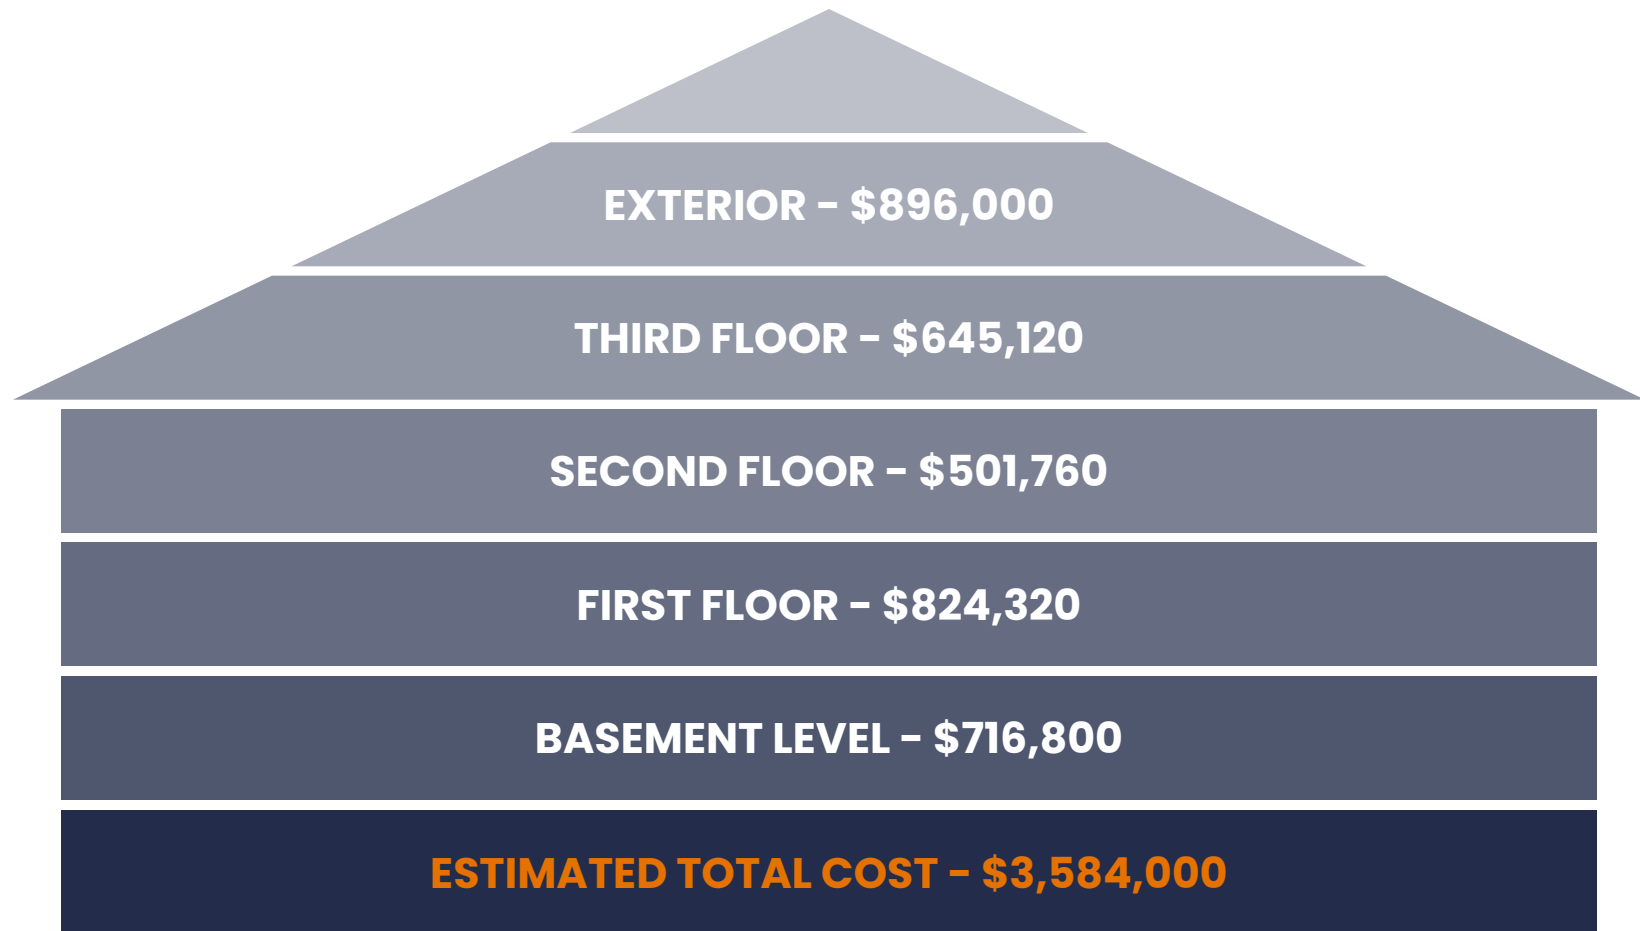 EXTERIOR - $896,000
THIRD FLOOR - $645,120
SECOND FLOOR - $501,760
FIRST FLOOR - $824,320
BASEMENT LEVEL - $716,800
ESTIMATED TOTAL COST - $3,584,000